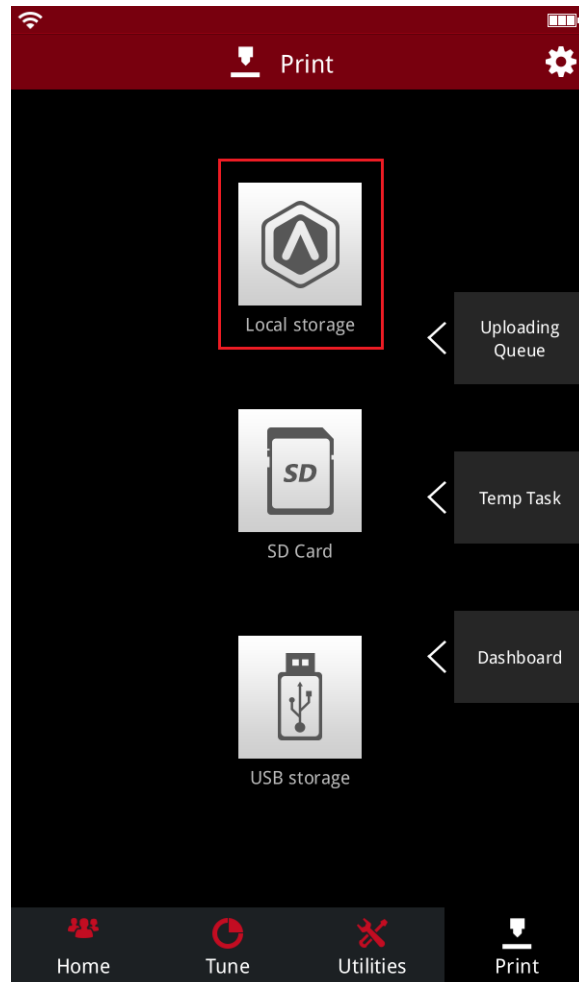 Print
Local storage
Uploading
Queue
SD
SD Card
Temp Task
Dashboard
USB storage
Home
Tune
Utilities
Print